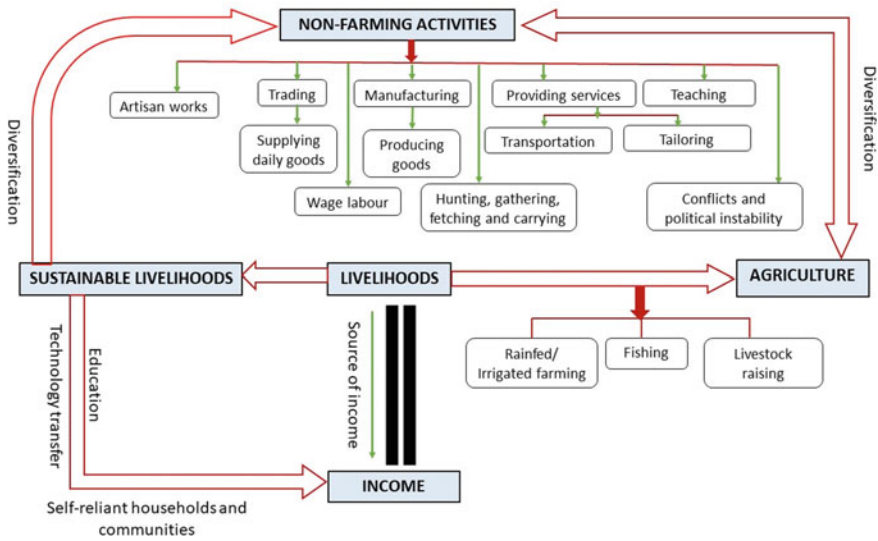 NON-FARMING ACTIVITIES
Artisan works
Trading
Manufacturing
Providing services
Teaching
Supplying
daily goods
Producing
goods
Transportation
Tailoring
Wage labour
Hunting, gathering,
fetching and carrying
Conflicts and
political instability
Diversification
Diversification
SUSTAINABLE LIVELIHOODS
LIVELIHOODS
AGRICULTURE
Rainfed/
Irrigated farming
Fishing
Livestock
raising
Education
Technology transfer
Source of income
INCOME
Self-reliant households and
communities